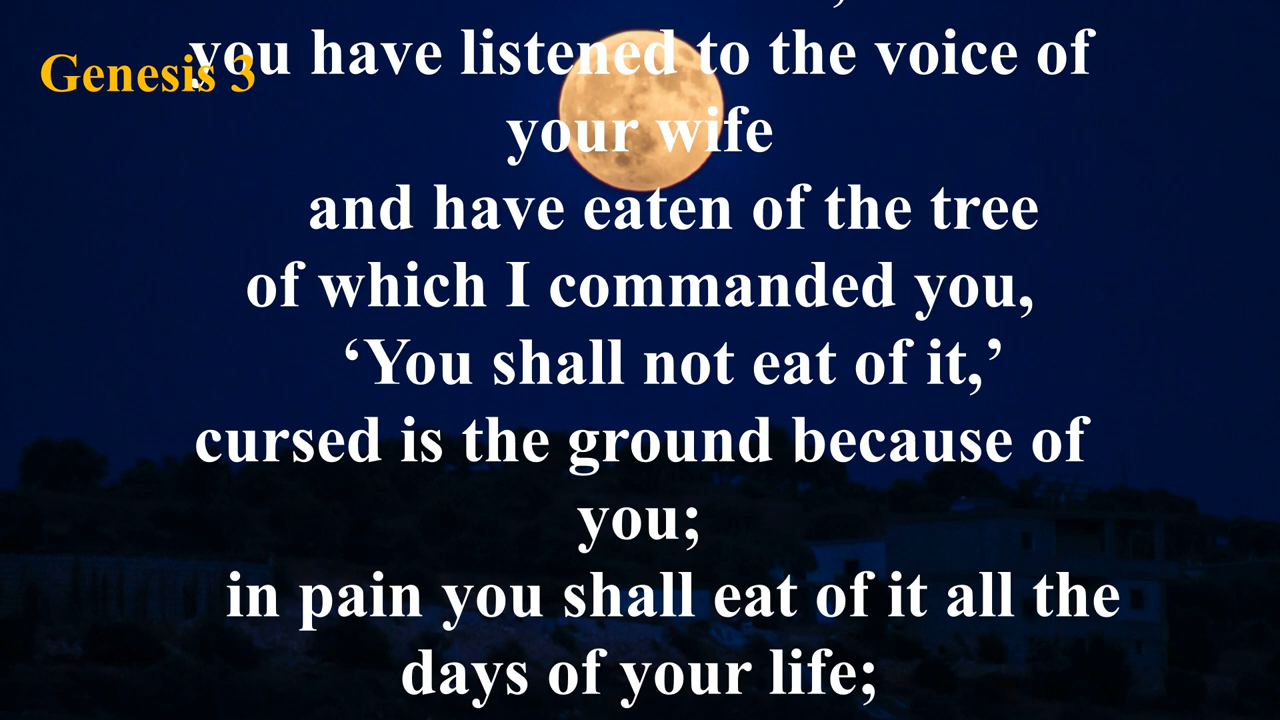 Genesis 3
you have listened to the voice of
your wife
and have eaten of the tree
of which I commanded you,
‘You shall not eat of it,’
cursed is the ground because of
you;
in pain you shall eat of it all the
days of your life;